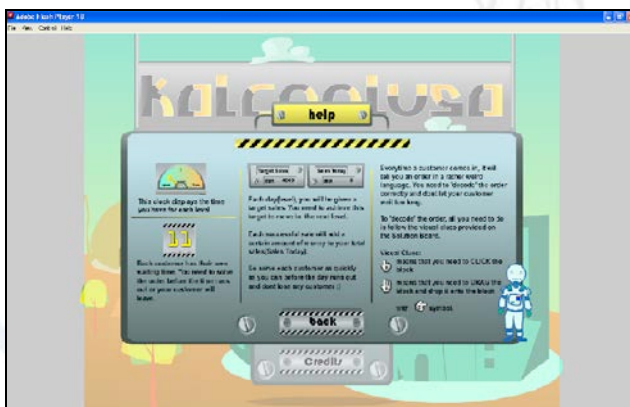 Adobe Flash Player 10
File View Control Help
help
This clock displays the time
you have for each level
11
Each customer has their own
waiting time. You need to solve
the order before the time runs
out or your customer will
leave.
Target Sales
Sales Today
Each day(level), you will be given a
target sales. You need to achieve this
target to move to the next level.
Each successful sale will add a
certain amount of money to your total
sales(Sales Today).
So serve each customer as quickly
as you can before the day runs out
and dont lose any customer :)
Everytime a customer comes in, it will
tell you an order in a rather weird
language. You need to 'decode' the order
correctly and dont let your customer
wait too long.
To 'decode' the order, all you need to do
is follow the visual clues provided on
the Solution Board.
Visual Clues:
means that you need to CLICK the
block
means that you need to DRAG the
block and drop it onto the block
symbol
back
Credits